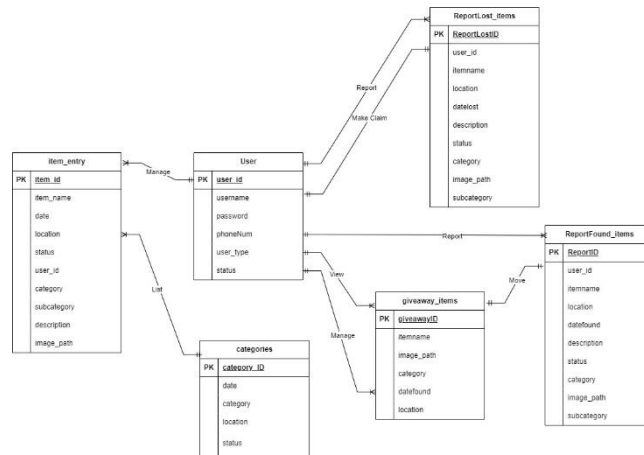 ReportLost_items
PK ReportLostID
user_id
itemname
location
datelost
description
status
category
image_path
subcategory
Report
Make Claim
item_entry
PK item_id
item_name
date
location
status
user_id
category
subcategory
description
image_path
Manage
User
PK user_id
username
password
phoneNum
user_type
status
Report
View
Manage
List
ReportFound_items
PK ReportID
user_id
itemname
location
datefound
description
status
category
image_path
subcategory
Move
giveaway_items
PK giveawayID
itemname
image_path
category
datefound
location
categories
PK category_ID
date
category
location
status